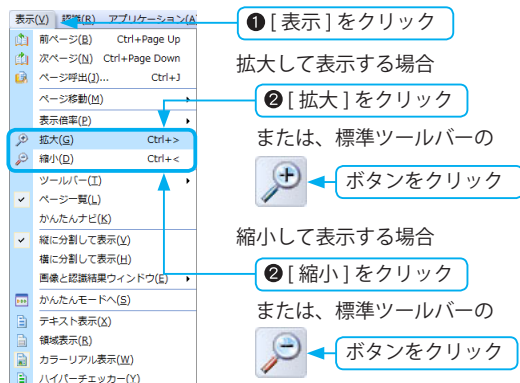 表示(V) 認識(R) アプリケーション(A
前ページ(B) Ctrl+Page Up
次ページ(N) Ctrl+Page Down
ページ呼出(J)... Ctrl+J
ページ移動(M)
表示倍率(P)
拡大(G) Ctrl+>
縮小(D) Ctrl+<
ツールバー(T)
ページ一覧(L)
かんたんナビ(K)
縦に分割して表示(V)
横に分割して表示(H)
画像と認識結果ウィンドウ(E)
かんたんモードへ(S)
テキスト表示(X)
領域表示(R)
カラーリアル表示(W)
ハイパーチェッカー(Y)
❶ [ 表示 ] をクリック
拡大して表示する場合
❷ [ 拡大 ] をクリック
または、標準ツールバーの
ボタンをクリック
縮小して表示する場合
❷ [ 縮小 ] をクリック
または、標準ツールバーの
ボタンをクリック